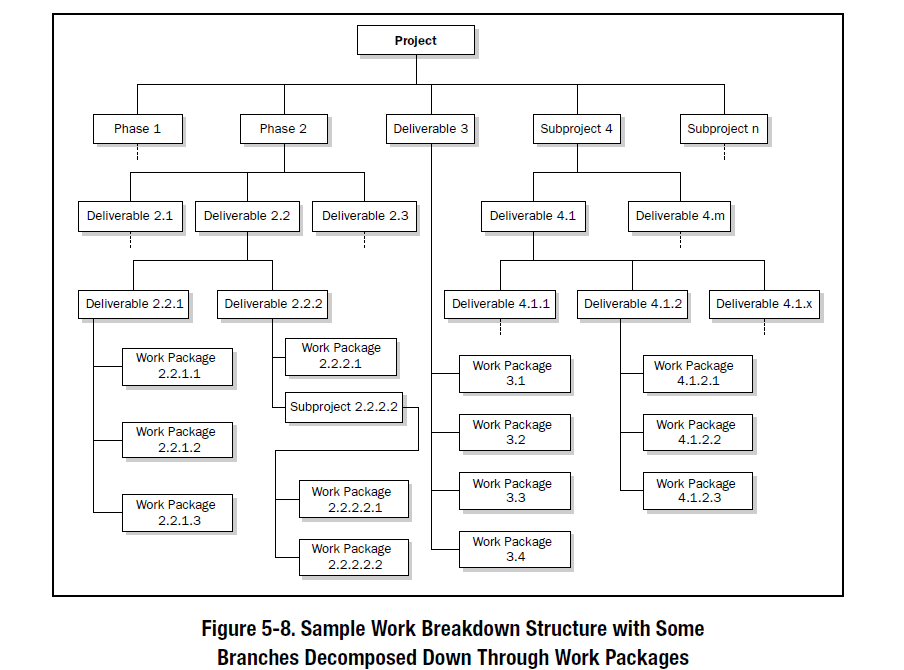 Project
Phase 1
Phase 2
Deliverable 3
Subproject 4
Subproject n
Deliverable 2.1
Deliverable 2.2
Deliverable 2.3
Deliverable 4.1
Deliverable 4.m
Deliverable 2.2.1
Deliverable 2.2.2
Deliverable 4.1.1
Deliverable 4.1.2
Deliverable 4.1.x
Work Package
2.2.1.1
Work Package
2.2.1.2
Work Package
2.2.1.3
Work Package
2.2.2.1
Subproject 2.2.2.2
Work Package
2.2.2.2.1
Work Package
2.2.2.2.2
Work Package
3.1
Work Package
3.2
Work Package
3.3
Work Package
3.4
Work Package
4.1.2.1
Work Package
4.1.2.2
Work Package
4.1.2.3
Figure 5-8. Sample Work Breakdown Structure with Some
Branches Decomposed Down Through Work Packages